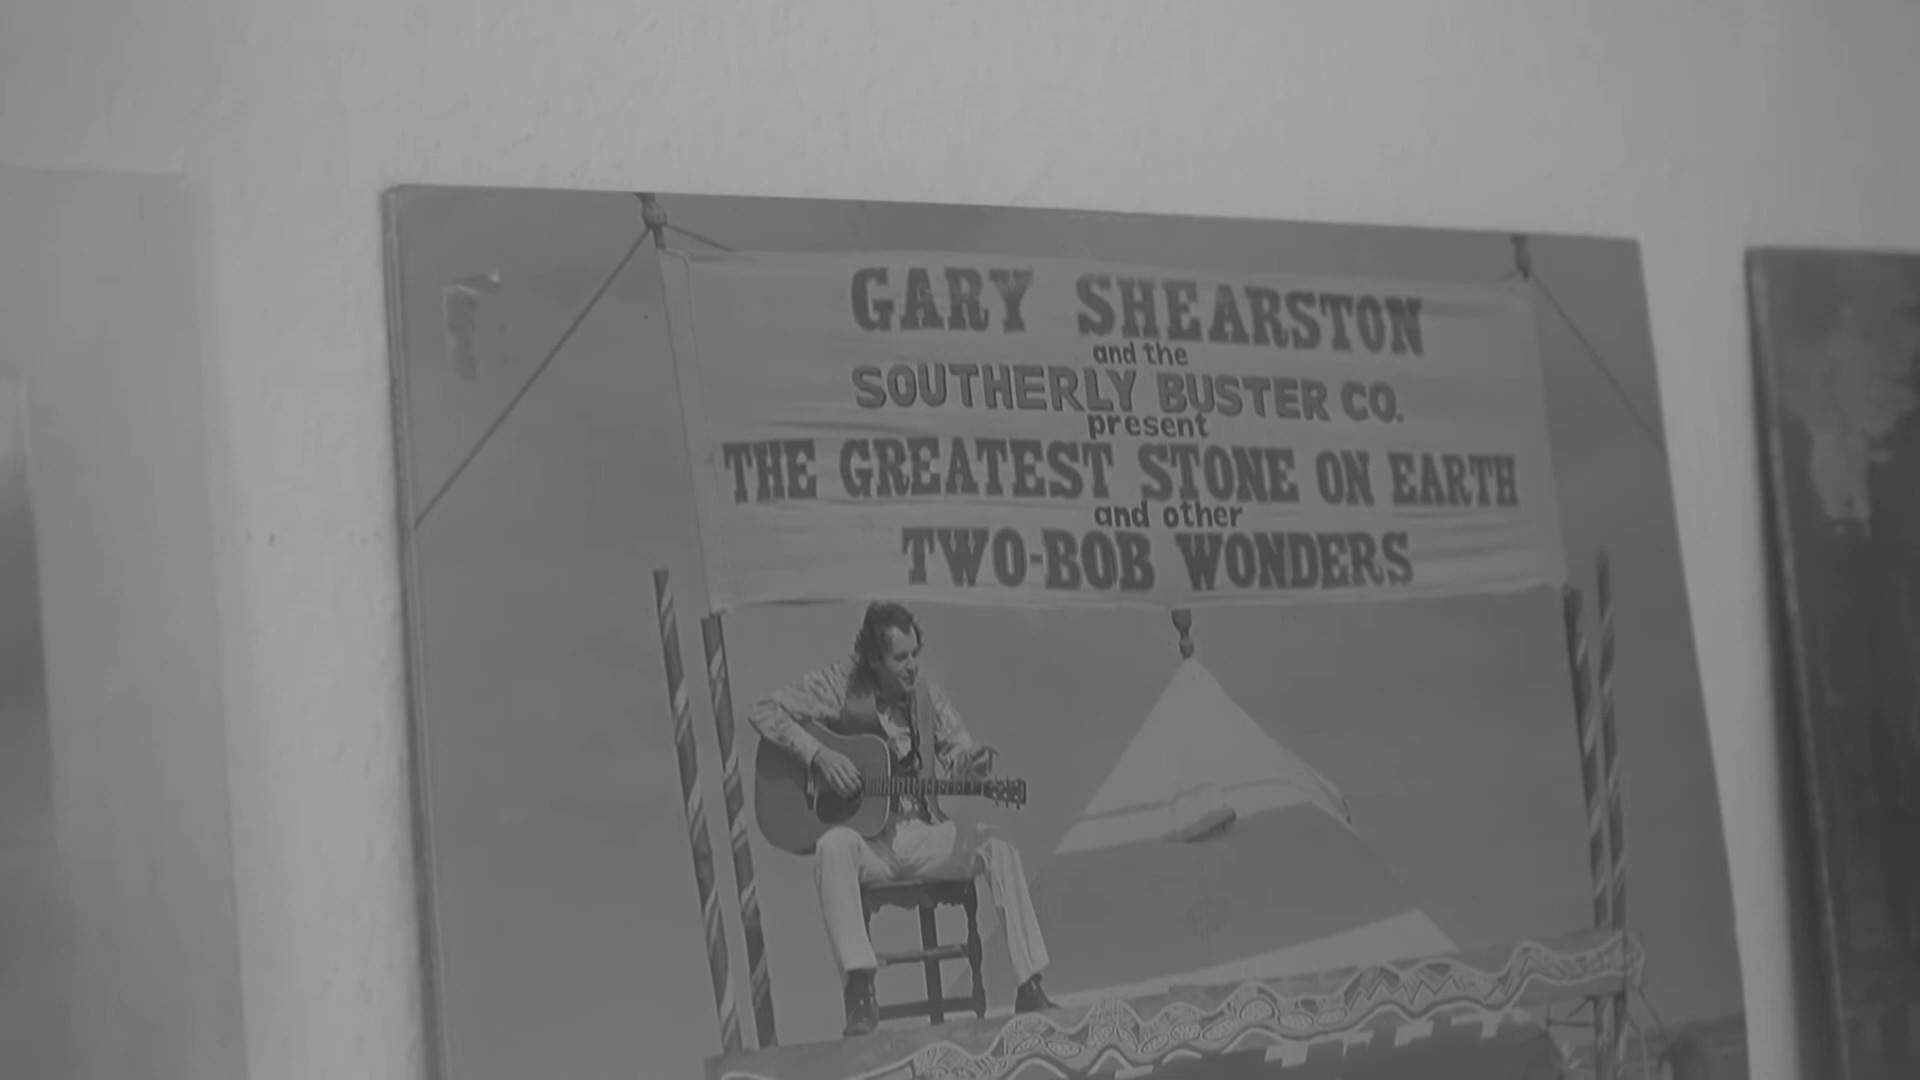 GARY SHEARSTON
and the
SOUTHERLY BUSTER CO.
present
THE GREATEST STONE ON EARTH
and other
TWO-BOB WONDERS